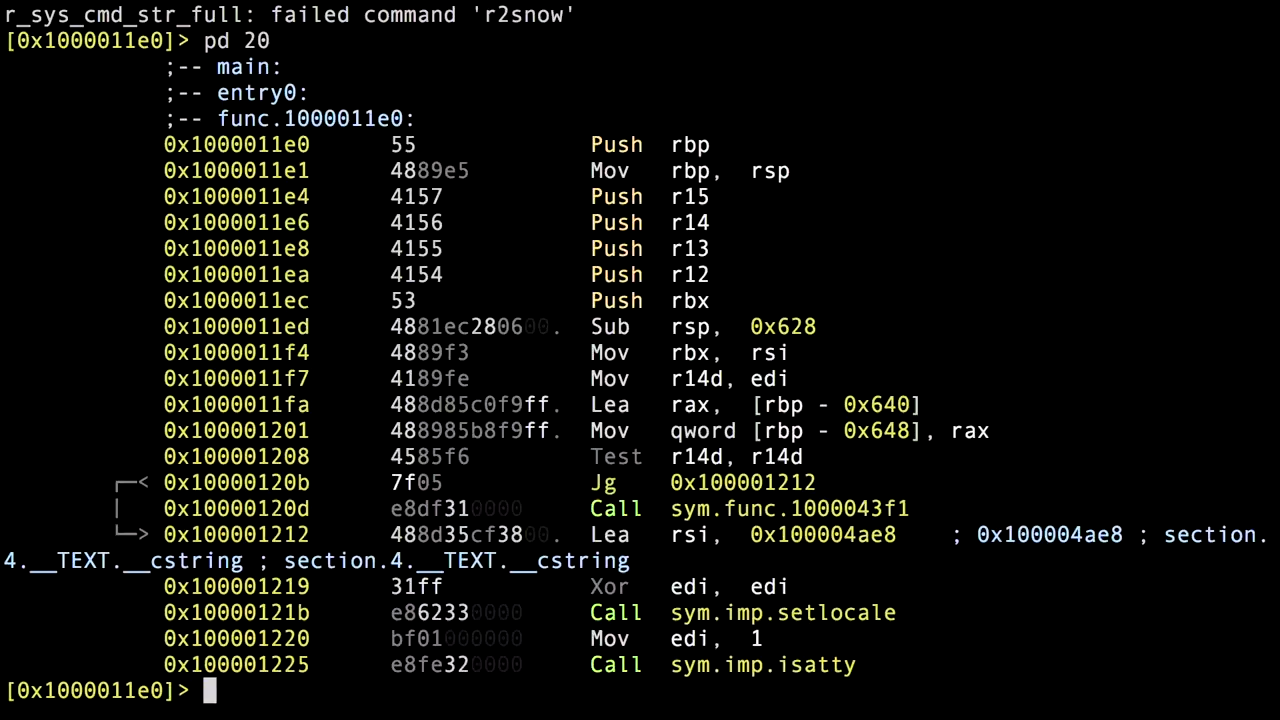 r_sys_cmd_str_full: failed command 'r2snow'
[0x1000011e0]> pd 20
;-- main:
;-- entry0:
;-- func.1000011e0:
0x1000011e0 55 Push rbp
0x1000011e1 4889e5 Mov rbp, rsp
0x1000011e4 4157 Push r15
0x1000011e6 4156 Push r14
0x1000011e8 4155 Push r13
0x1000011ea 4154 Push r12
0x1000011ec 53 Push rbx
0x1000011ed 4881ec280600. Sub rsp, 0x628
0x1000011f4 4889f3 Mov rbx, rsi
0x1000011f7 4189fe Mov r14d, edi
0x1000011fa 488d85c0f9ff. Lea rax, [rbp - 0x640]
0x100001201 488985b8f9ff. Mov qword [rbp - 0x648], rax
0x100001208 4585f6 Test r14d, r14d
┌─< 0x10000120b 7f05 Jg 0x100001212
│ 0x10000120d e8df310000 Call sym.func.1000043f1
└─> 0x100001212 488d35cf3800. Lea rsi, 0x100004ae8 ; 0x100004ae8 ; section.
4.__TEXT.__cstring ; section.4.__TEXT.__cstring
0x100001219 31ff Xor edi, edi
0x10000121b e862330000 Call sym.imp.setlocale
0x100001220 bf01000000 Mov edi, 1
0x100001225 e8fe320000 Call sym.imp.isatty
[0x1000011e0]>